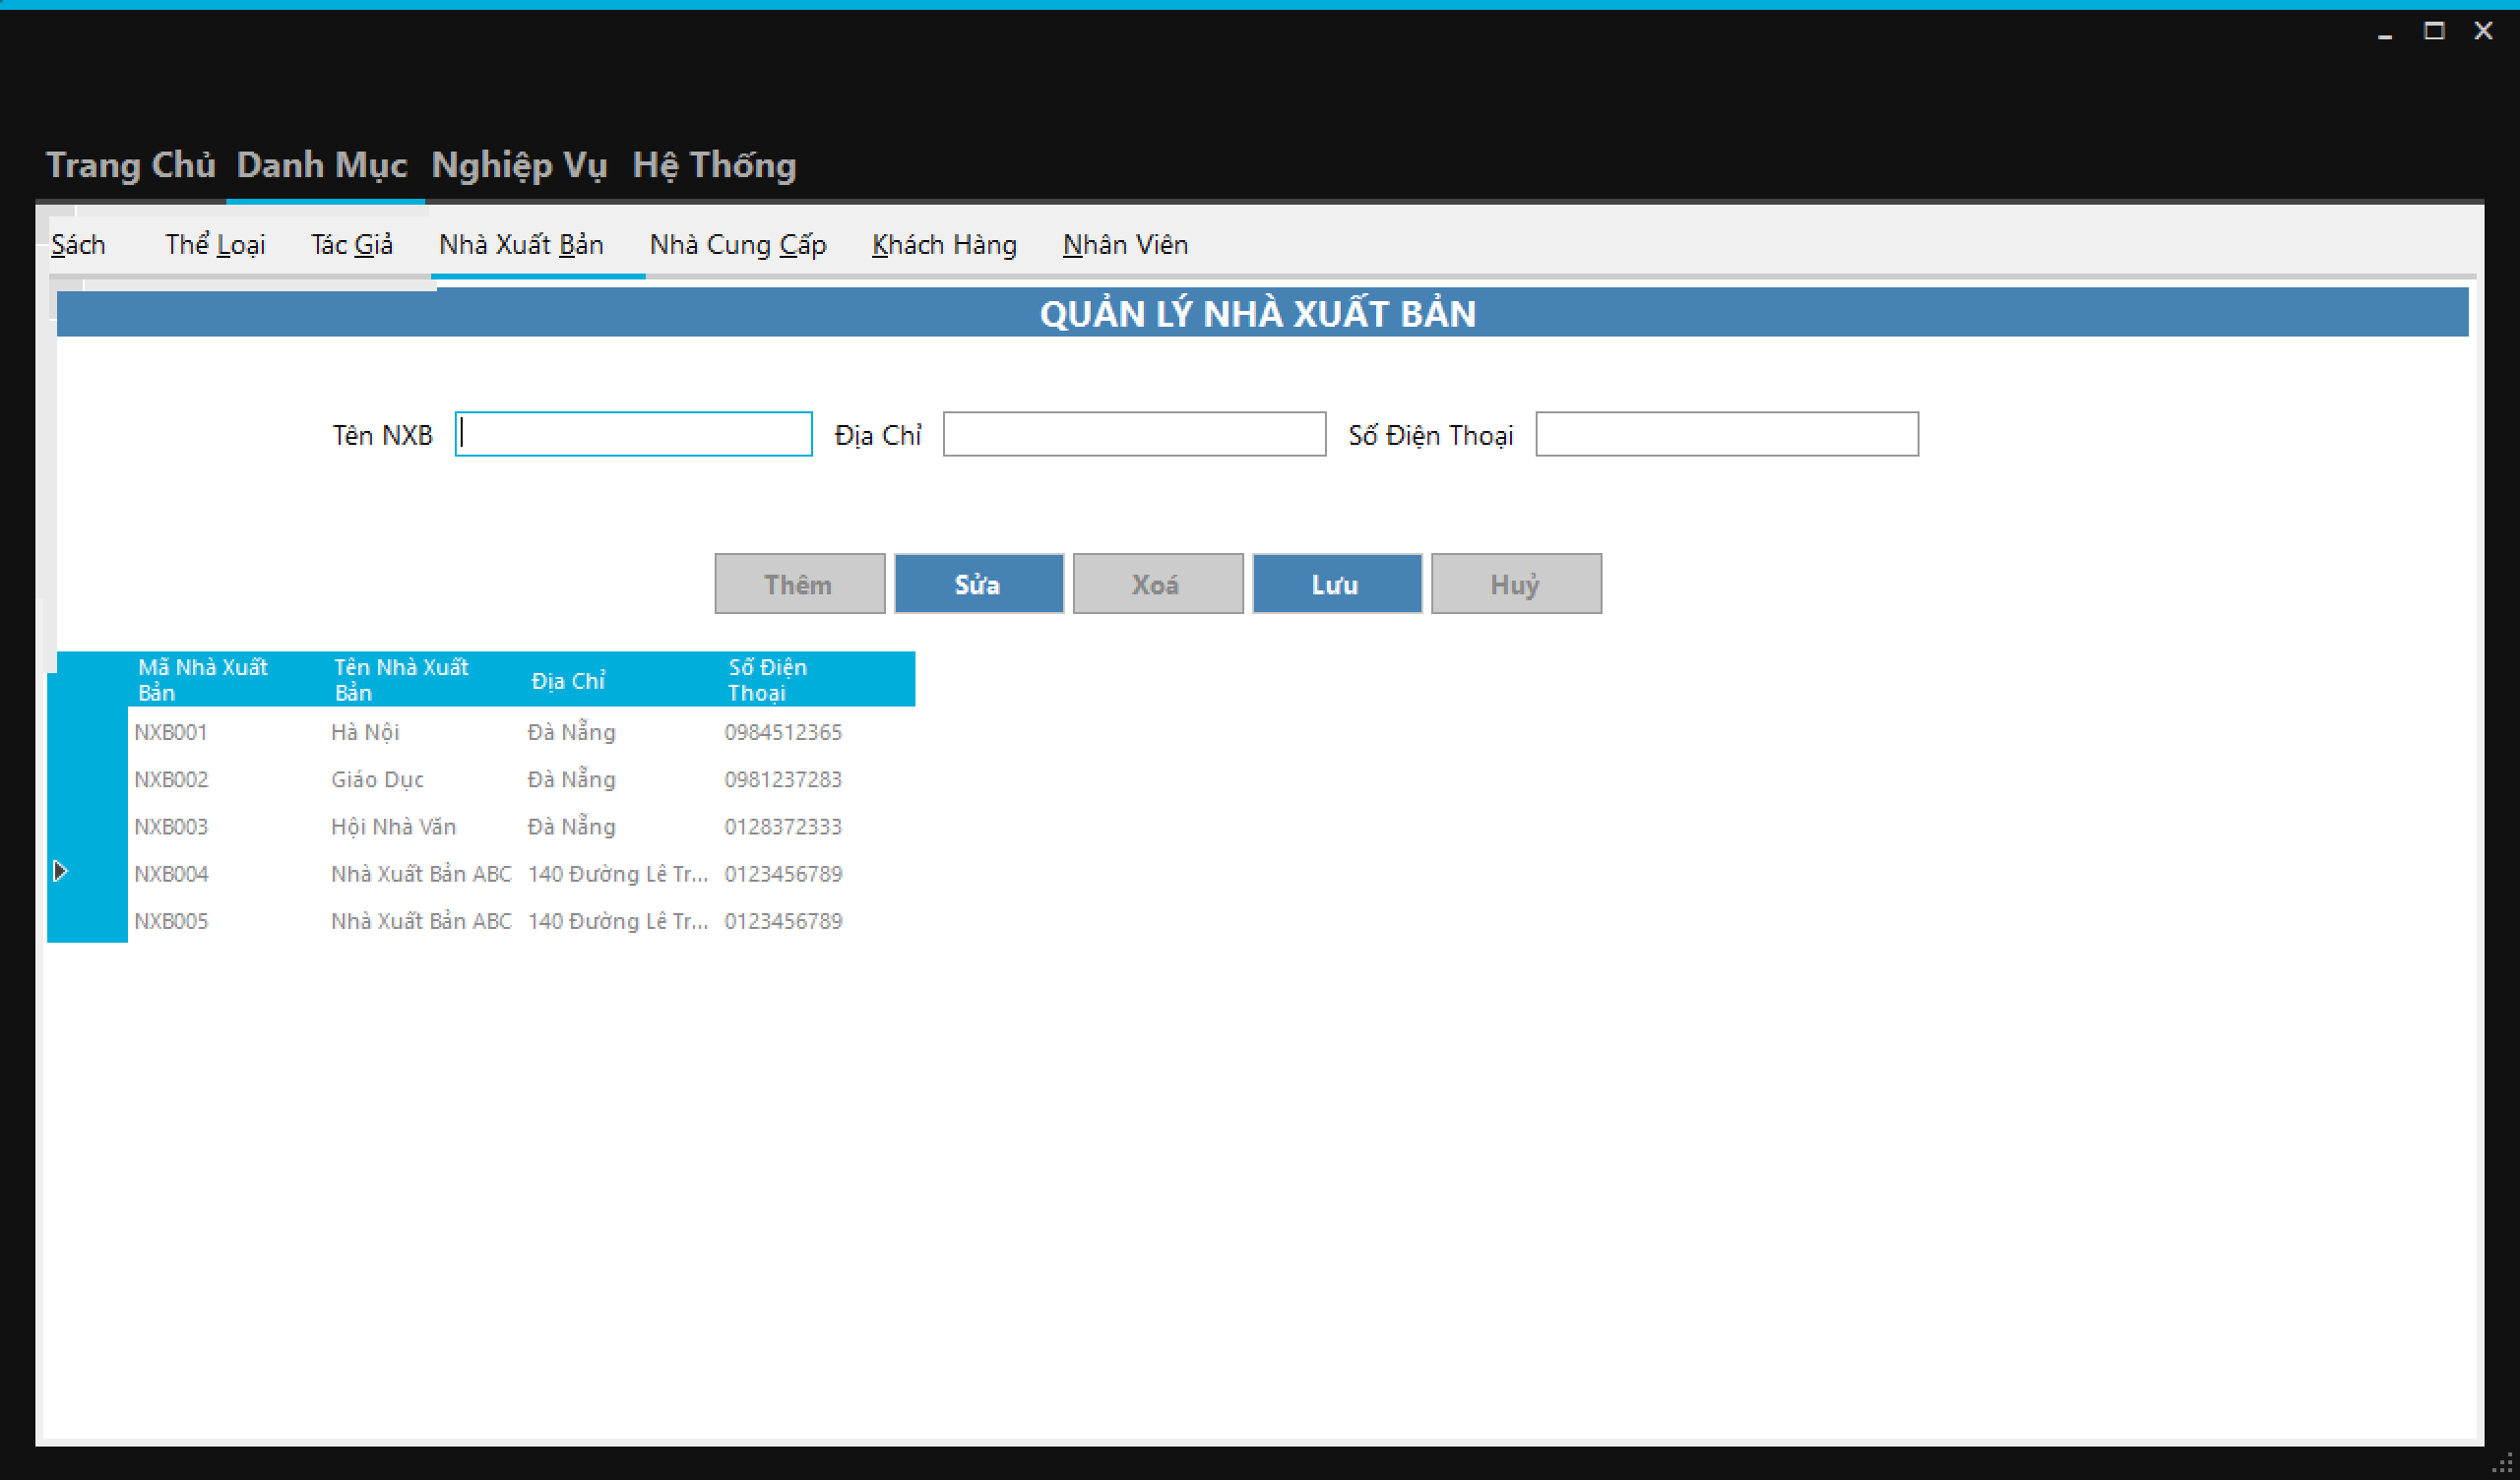 Trang Chủ Danh Mục Nghiệp Vụ Hệ Thống
Sách Thể Loại Tác Giả Nhà Xuất Bản Nhà Cung Cấp Khách Hàng Nhân Viên
QUẢN LÝ NHÀ XUẤT BẢN
Tên NXB Địa Chỉ Số Điện Thoại
Thêm Sửa Xoá Lưu Huỷ
Mã Nhà Xuất Bản Tên Nhà Xuất Bản Địa Chỉ Số Điện Thoại
NXB001 Hà Nội Đà Nẵng 0984512365
NXB002 Giáo Dục Đà Nẵng 0981237283
NXB003 Hội Nhà Văn Đà Nẵng 0128372333
NXB004 Nhà Xuất Bản ABC 140 Đường Lê Tr... 0123456789
NXB005 Nhà Xuất Bản ABC 140 Đường Lê Tr... 0123456789